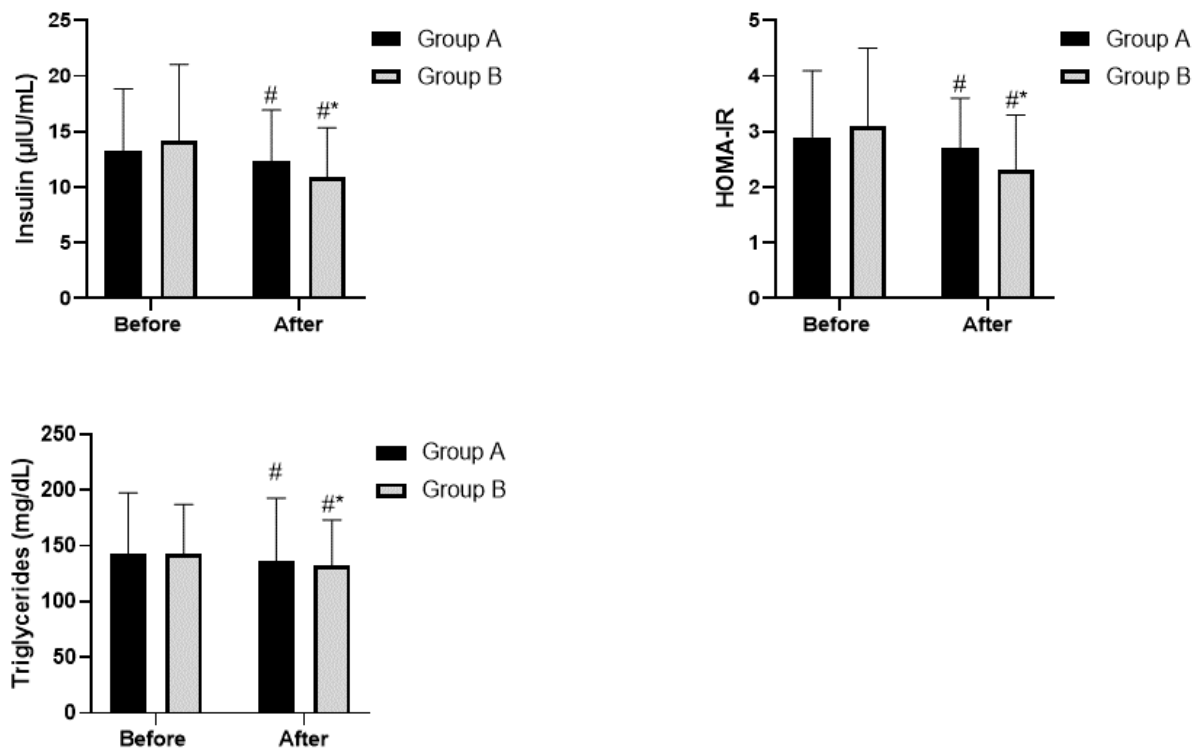 Insulin (µIU/mL)
25
20
15
10
5
0
Before
After
#
#*
Group A
Group B
HOMA-IR
5
4
3
2
1
0
Before
After
#
#*
Group A
Group B
Triglycerides (mg/dL)
250
200
150
100
50
0
Before
After
#
#*
Group A
Group B